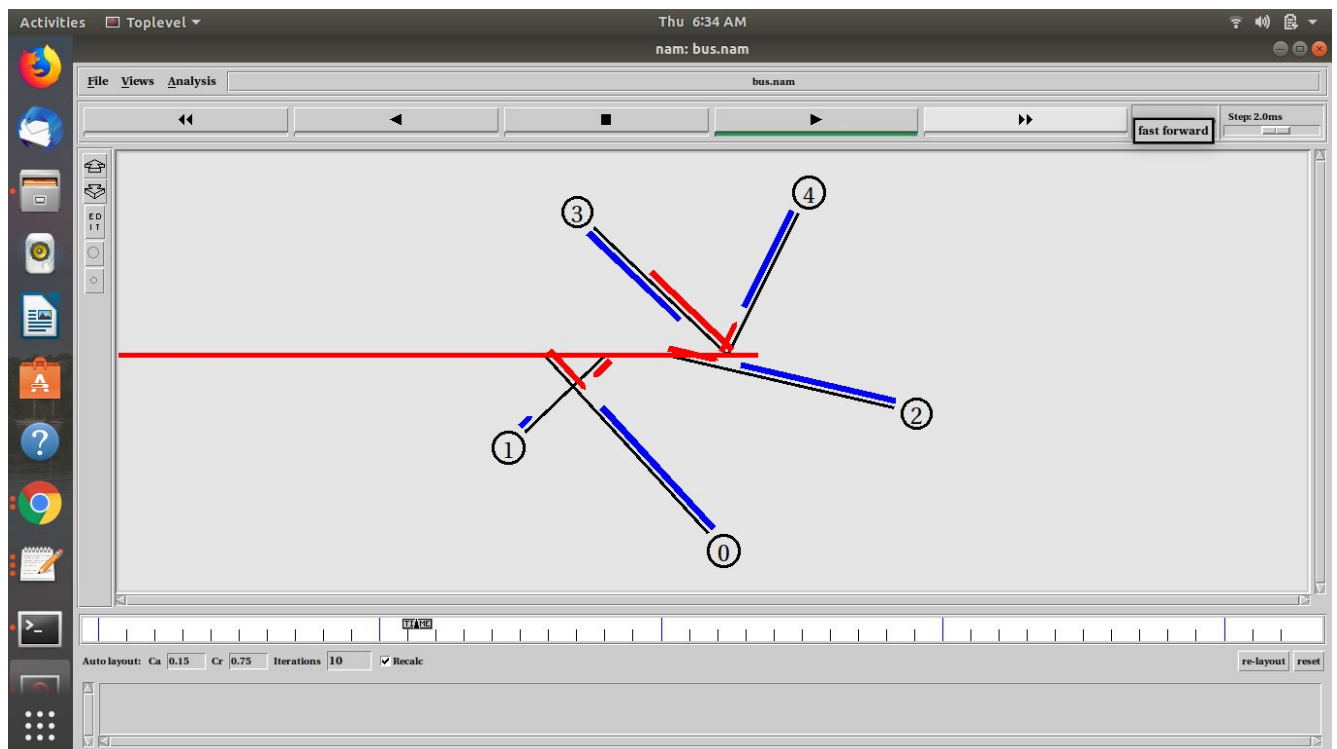 Activities Toplevel Thu 6:34 AM
nam: bus.nam
File Views Analysis bus.nam
Step: 2.0ms
fast forward
E D
I T
3
4
2
1
0
TIME
Auto layout: Ca 0.15 Cr 0.75 Iterations 10 Recalc re-layout reset